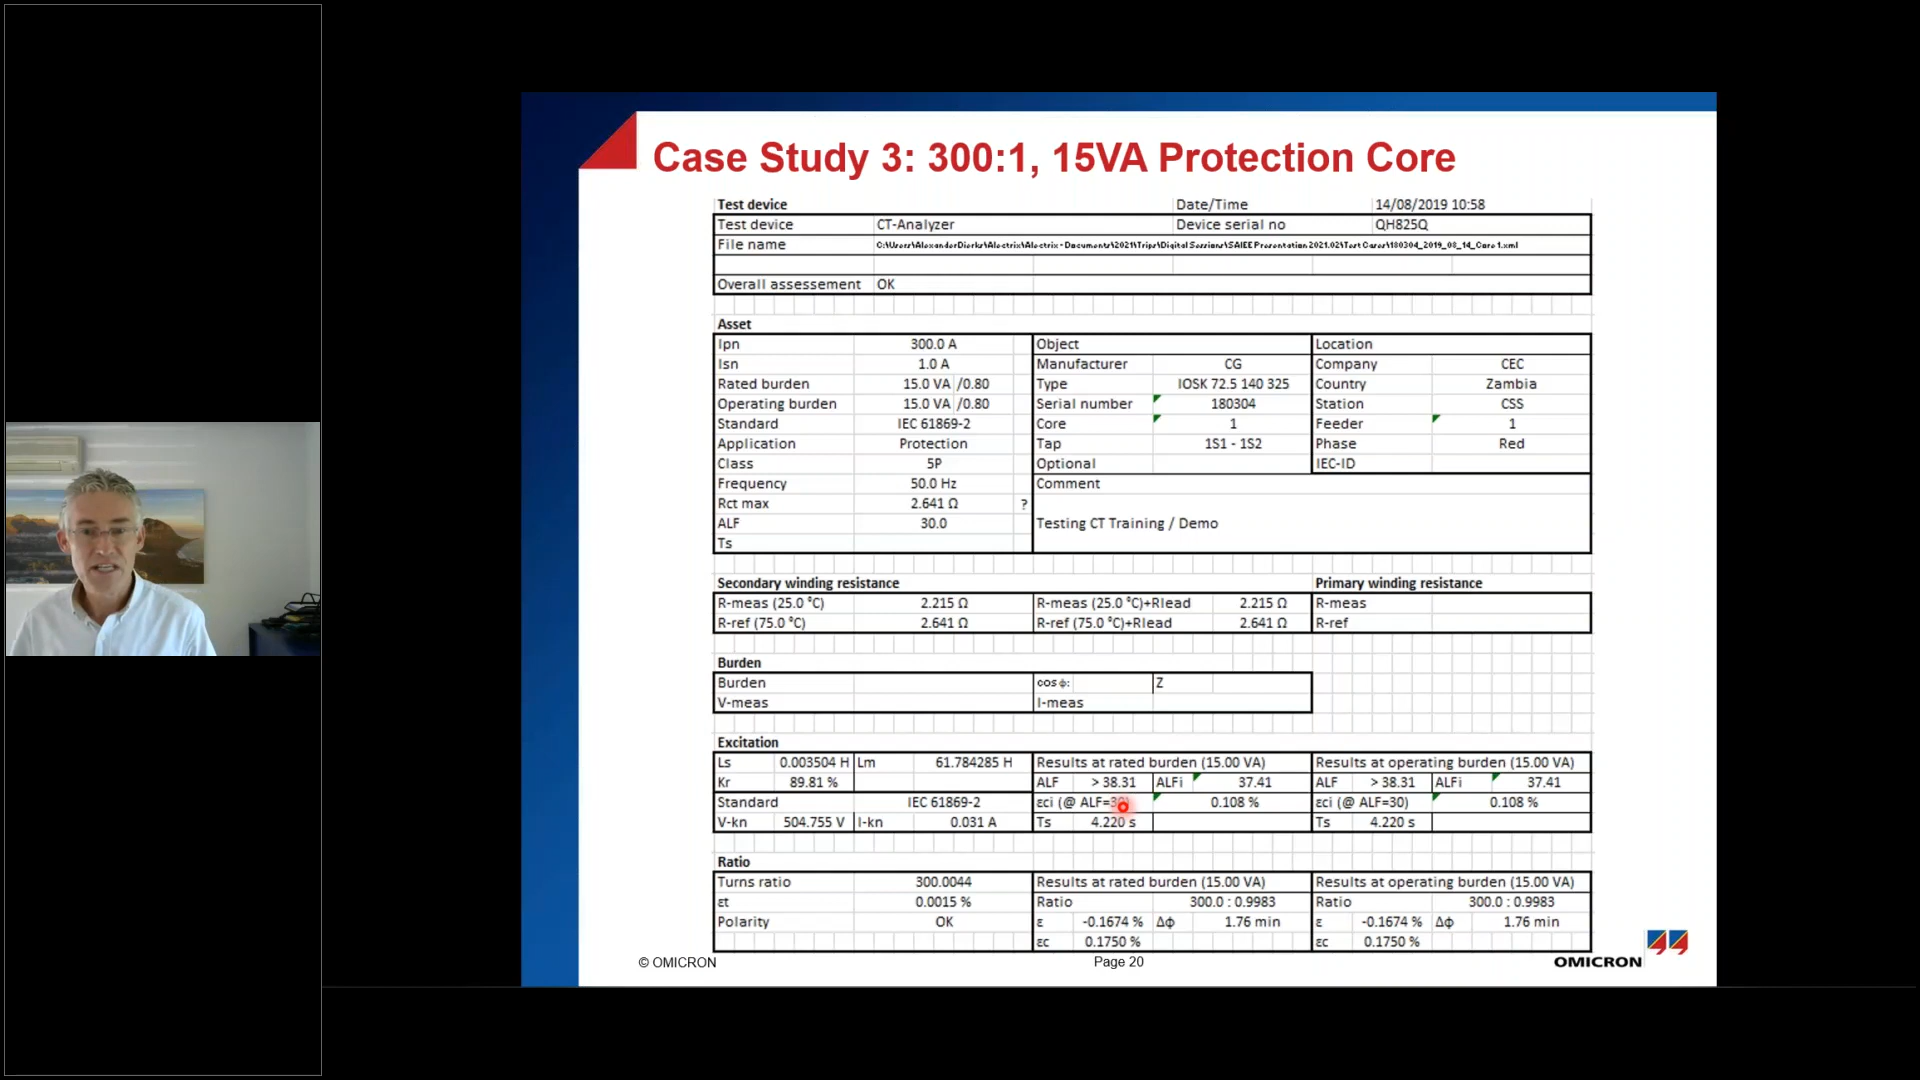 Case Study 3: 300:1, 15VA Protection Core
Test device Date/Time 14/08/2019 10:58
Test device CT-Analyzer Device serial no QH825Q
File name
Overall assessement OK
Asset
Ipn 300.0 A Object Location
Isn 1.0 A Manufacturer CG Company CEC
Rated burden 15.0 VA /0.80 Type IOSK 72.5 140 325 Country Zambia
Operating burden 15.0 VA /0.80 Serial number 180304 Station CSS
Standard IEC 61869-2 Core 1 Feeder 1
Application Protection Tap 1S1 - 1S2 Phase Red
Class 5P Optional IEC-ID
Frequency 50.0 Hz Comment
Rct max 2.641 Ω ?
ALF 30.0 Testing CT Training / Demo
Ts
Secondary winding resistance Primary winding resistance
R-meas (25.0 °C) 2.215 Ω R-meas (25.0 °C)+Rlead 2.215 Ω R-meas
R-ref (75.0 °C) 2.641 Ω R-ref (75.0 °C)+Rlead 2.641 Ω R-ref
Burden
Burden cos ϕ: Z
V-meas I-meas
Excitation
Ls 0.003504 H Lm 61.784285 H Results at rated burden (15.00 VA) Results at operating burden (15.00 VA)
Kr 89.81 % ALF > 38.31 ALFi 37.41 ALF > 38.31 ALFi 37.41
Standard IEC 61869-2 εci (@ ALF=30) 0.108 % εci (@ ALF=30) 0.108 %
V-kn 504.755 V I-kn 0.031 A Ts 4.220 s Ts 4.220 s
Ratio
Turns ratio 300.0044 Results at rated burden (15.00 VA) Results at operating burden (15.00 VA)
εt 0.0015 % Ratio 300.0 : 0.9983 Ratio 300.0 : 0.9983
Polarity OK ε -0.1674 % Δϕ 1.76 min ε -0.1674 % Δϕ 1.76 min
εc 0.1750 % εc 0.1750 %
© OMICRON Page 20 OMICRON